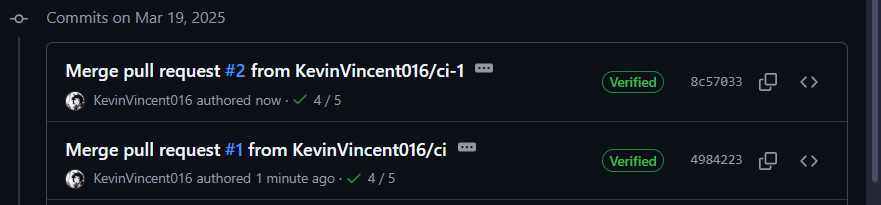 Commits on Mar 19, 2025
Merge pull request #2 from KevinVincent016/ci-1
Verified
8c57033
KevinVincent016 authored now · 4 / 5
Merge pull request #1 from KevinVincent016/ci
Verified
4984223
KevinVincent016 authored 1 minute ago · 4 / 5